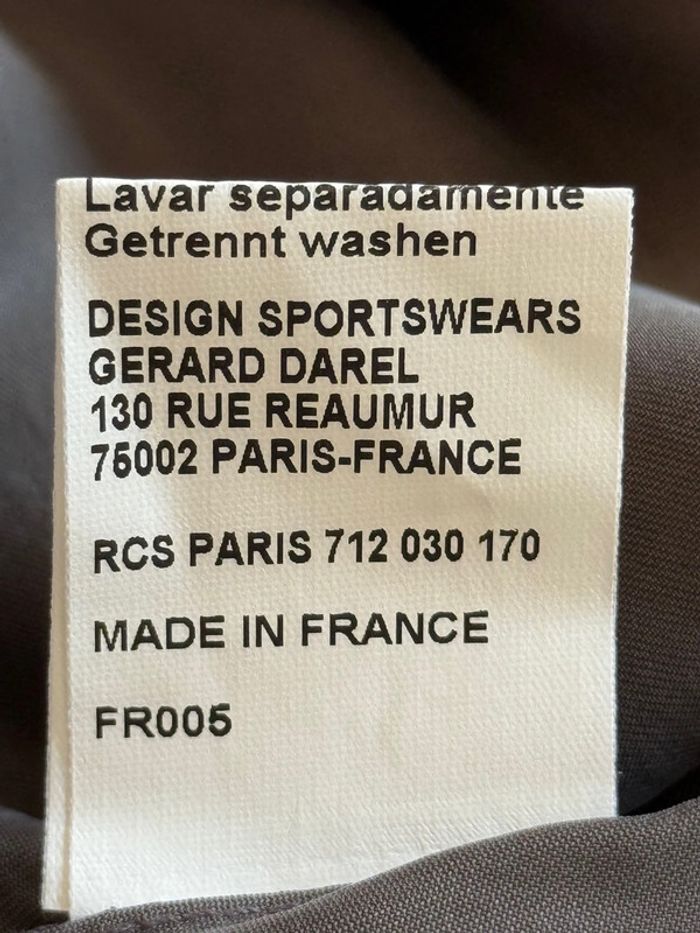 Lavar separadamente
Getrennt washen
DESIGN SPORTSWEARS
GERARD DAREL
130 RUE REAUMUR
75002 PARIS-FRANCE
RCS PARIS 712 030 170
MADE IN FRANCE
FR005